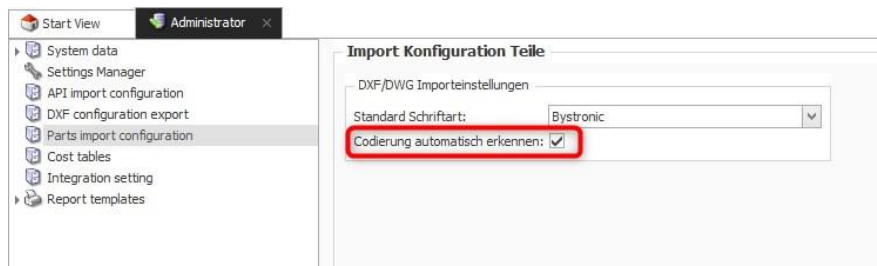 Start View
Administrator
System data
Settings Manager
API import configuration
DXF configuration export
Parts import configuration
Cost tables
Integration setting
Report templates
Import Konfiguration Teile
DXF/DWG Importeinstellungen
Standard Schriftart: Bystronic
Codierung automatisch erkennen: